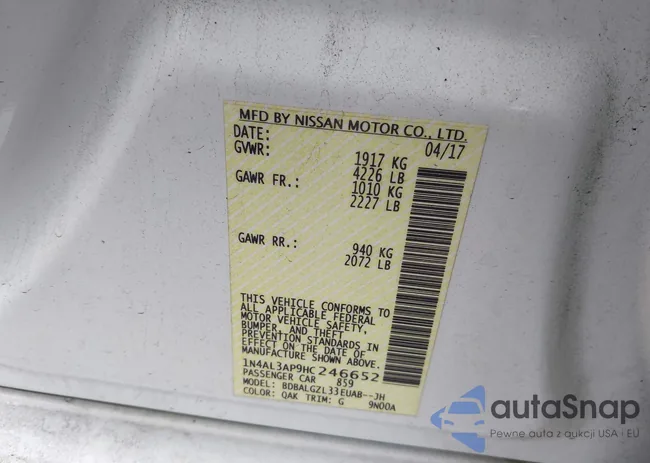 MFD BY NISSAN MOTOR CO., LTD.
DATE: 04/17
GVWR: 1917 KG
4226 LB
GAWR FR.: 1010 KG
2227 LB
GAWR RR.: 940 KG
2072 LB
THIS VEHICLE CONFORMS TO
ALL APPLICABLE FEDERAL
MOTOR VEHICLE SAFETY,
BUMPER, AND THEFT
PREVENTION STANDARDS IN
EFFECT ON THE DATE OF
MANUFACTURE SHOWN ABOVE.
1N4AL3AP9HC246652
PASSENGER CAR 859
MODEL: BDBALGZL33EUAB--JH
COLOR: QAK TRIM: G 9N00A
autaSnap
Pewne auta z aukcji USA i EU